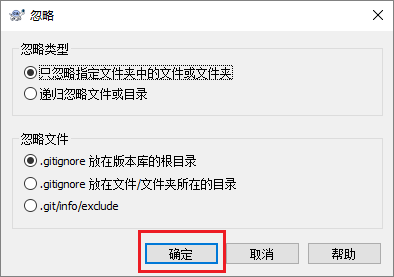 忽略
忽略类型
只忽略指定文件夹中的文件或文件夹
递归忽略文件或目录
忽略文件
.gitignore 放在版本库的根目录
.gitignore 放在文件/文件夹所在的目录
.git/info/exclude
确定 取消 帮助